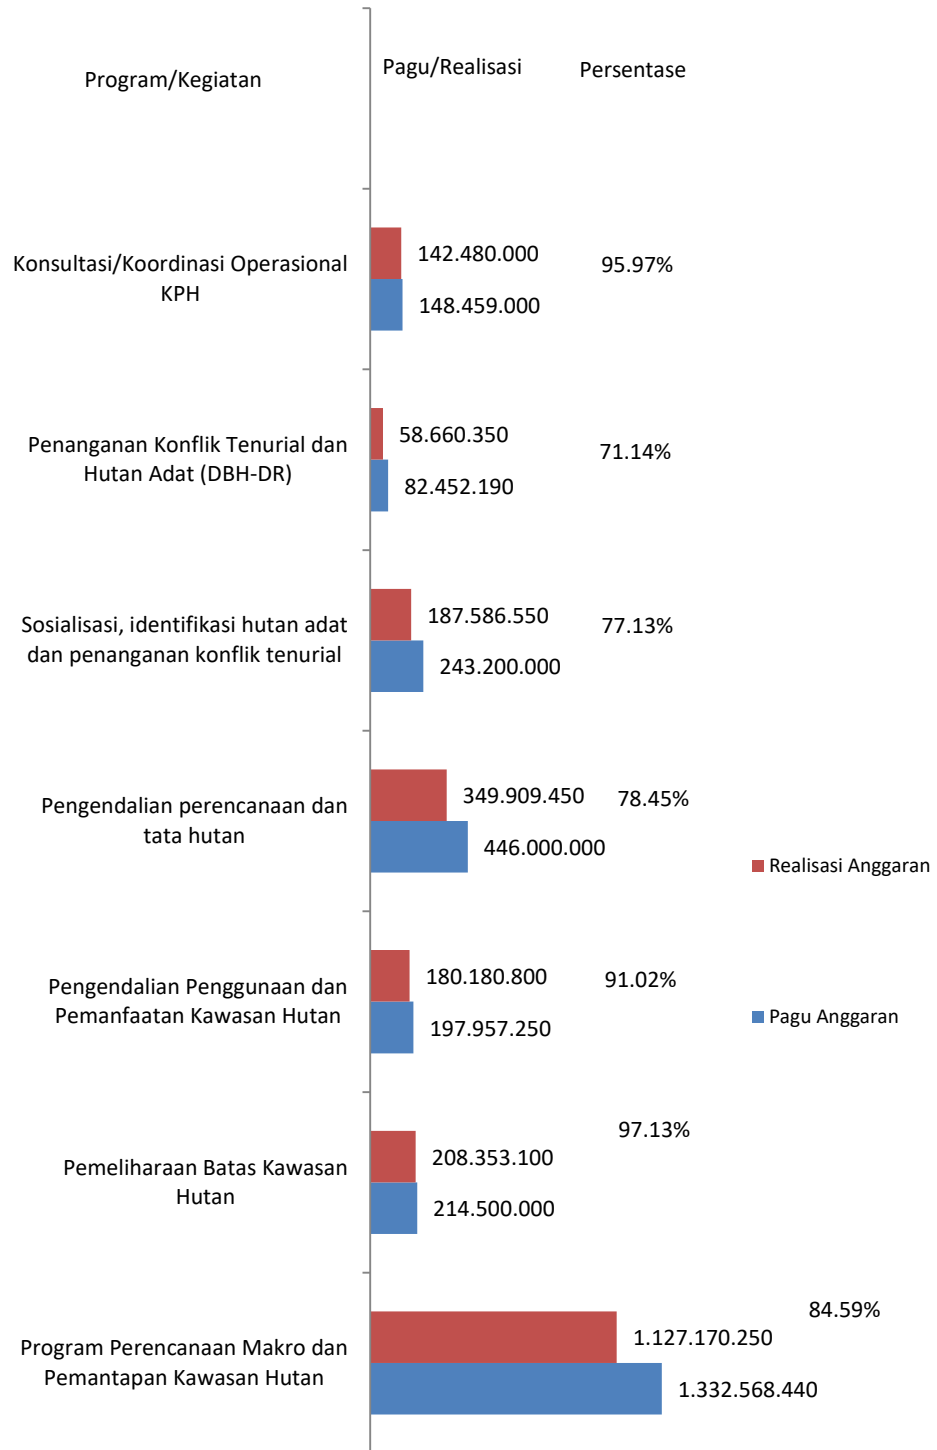 Program/Kegiatan
Pagu/Realisasi
Persentase
Konsultasi/Koordinasi Operasional
KPH
142.480.000
95.97%
148.459.000
Penanganan Konflik Tenurial dan
Hutan Adat (DBH-DR)
58.660.350
71.14%
82.452.190
Sosialisasi, identifikasi hutan adat
dan penanganan konflik tenurial
187.586.550
77.13%
243.200.000
Pengendalian perencanaan dan
tata hutan
349.909.450
78.45%
446.000.000
Realisasi Anggaran
Pengendalian Penggunaan dan
Pemanfaatan Kawasan Hutan
180.180.800
91.02%
197.957.250
Pagu Anggaran
Pemeliharaan Batas Kawasan
Hutan
97.13%
208.353.100
214.500.000
Program Perencanaan Makro dan
Pemantapan Kawasan Hutan
84.59%
1.127.170.250
1.332.568.440